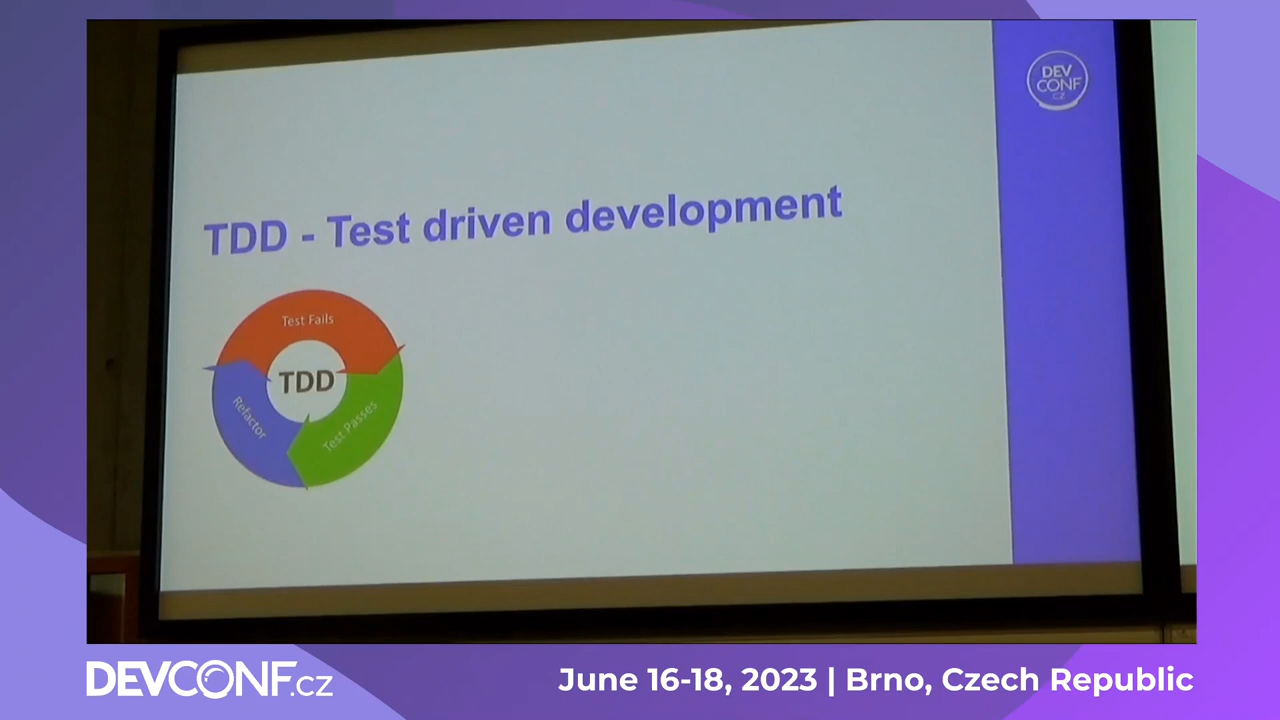 DEV
CONF
CZ
TDD - Test driven development
Test Fails
TDD
Refactor
Test Passes
DEVCONF.cz
June 16-18, 2023 | Brno, Czech Republic